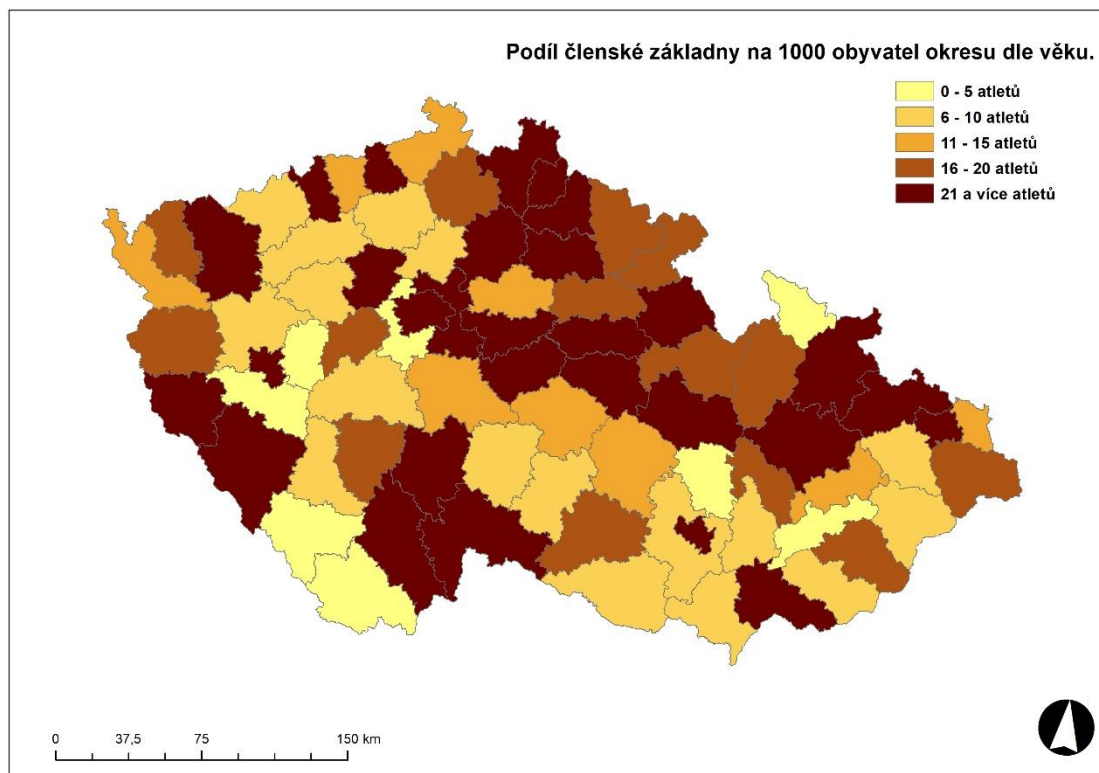 Podíl členské základny na 1000 obyvatel okresu dle věku.
0 - 5 atletů
6 - 10 atletů
11 - 15 atletů
16 - 20 atletů
21 a více atletů
0 37,5 75 150 km